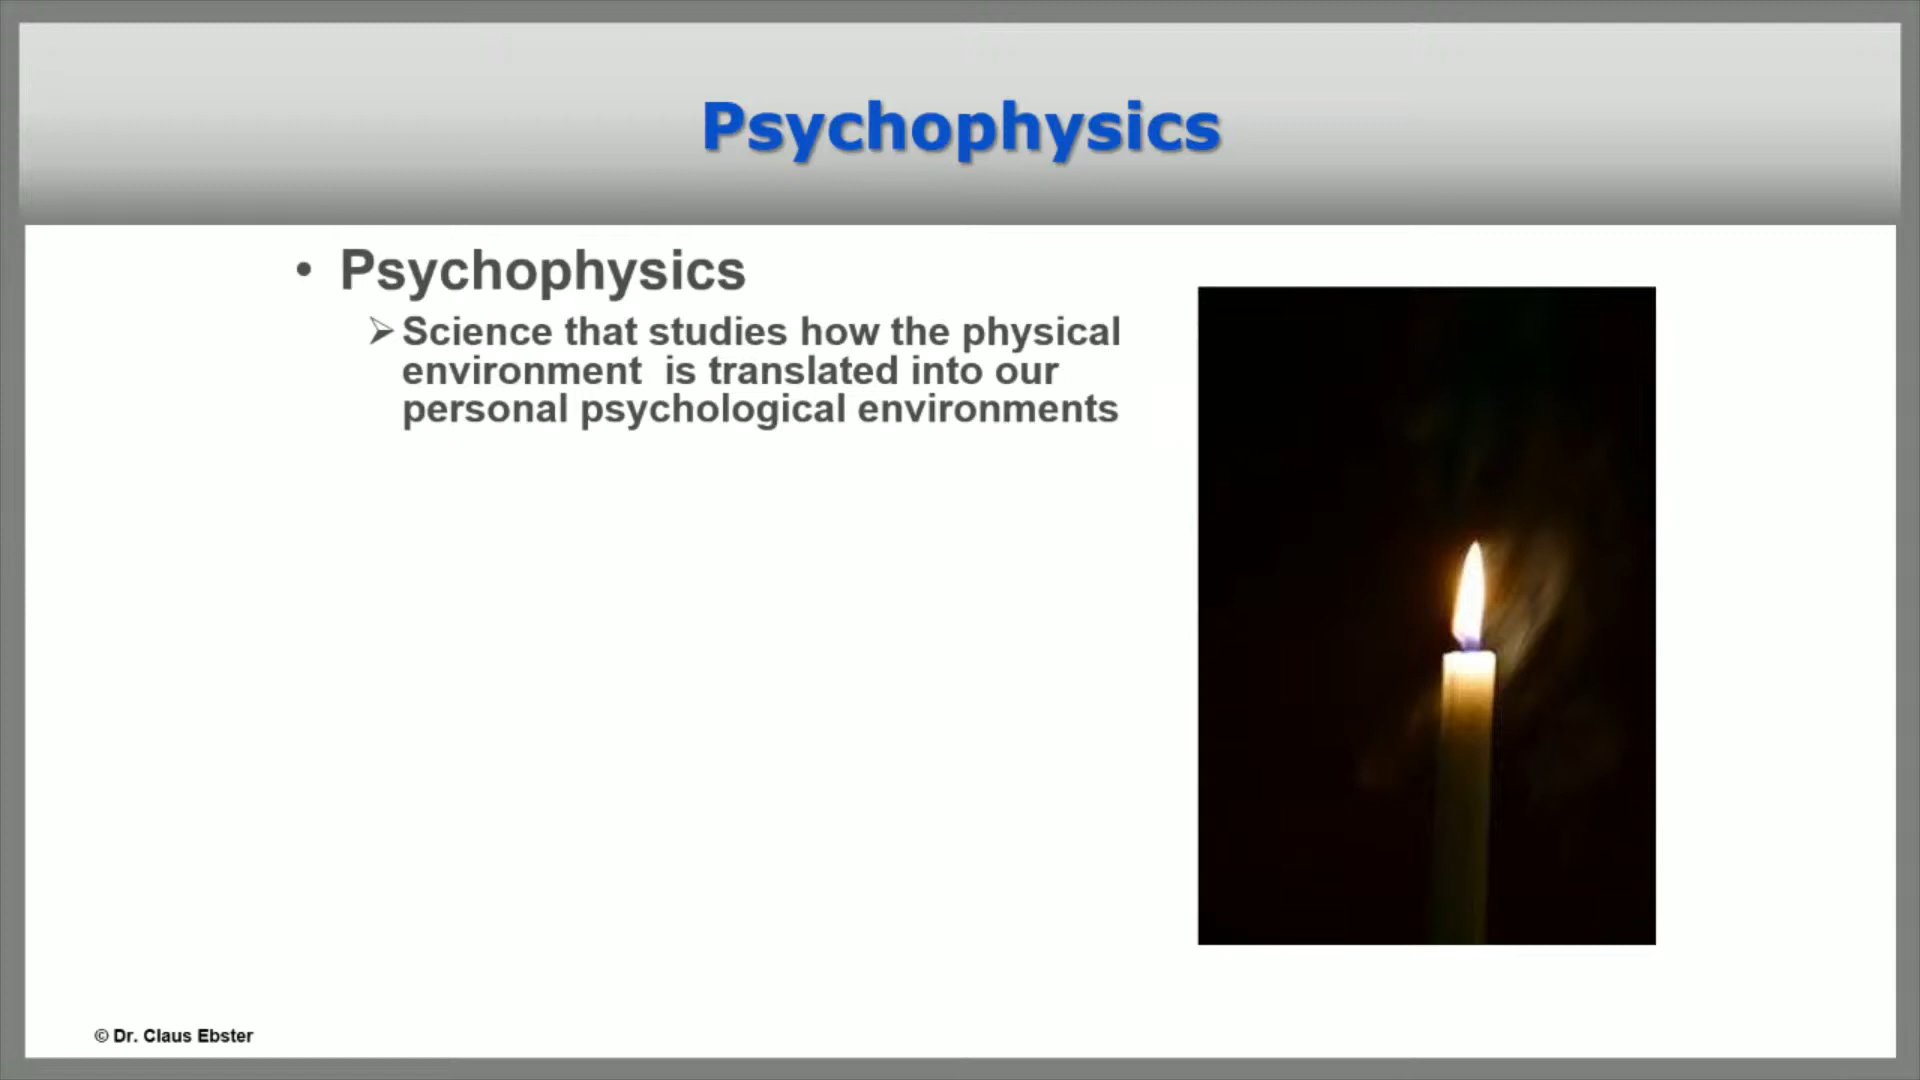 Psychophysics
• Psychophysics
➢ Science that studies how the physical
environment  is translated into our
personal psychological environments
© Dr. Claus Ebster